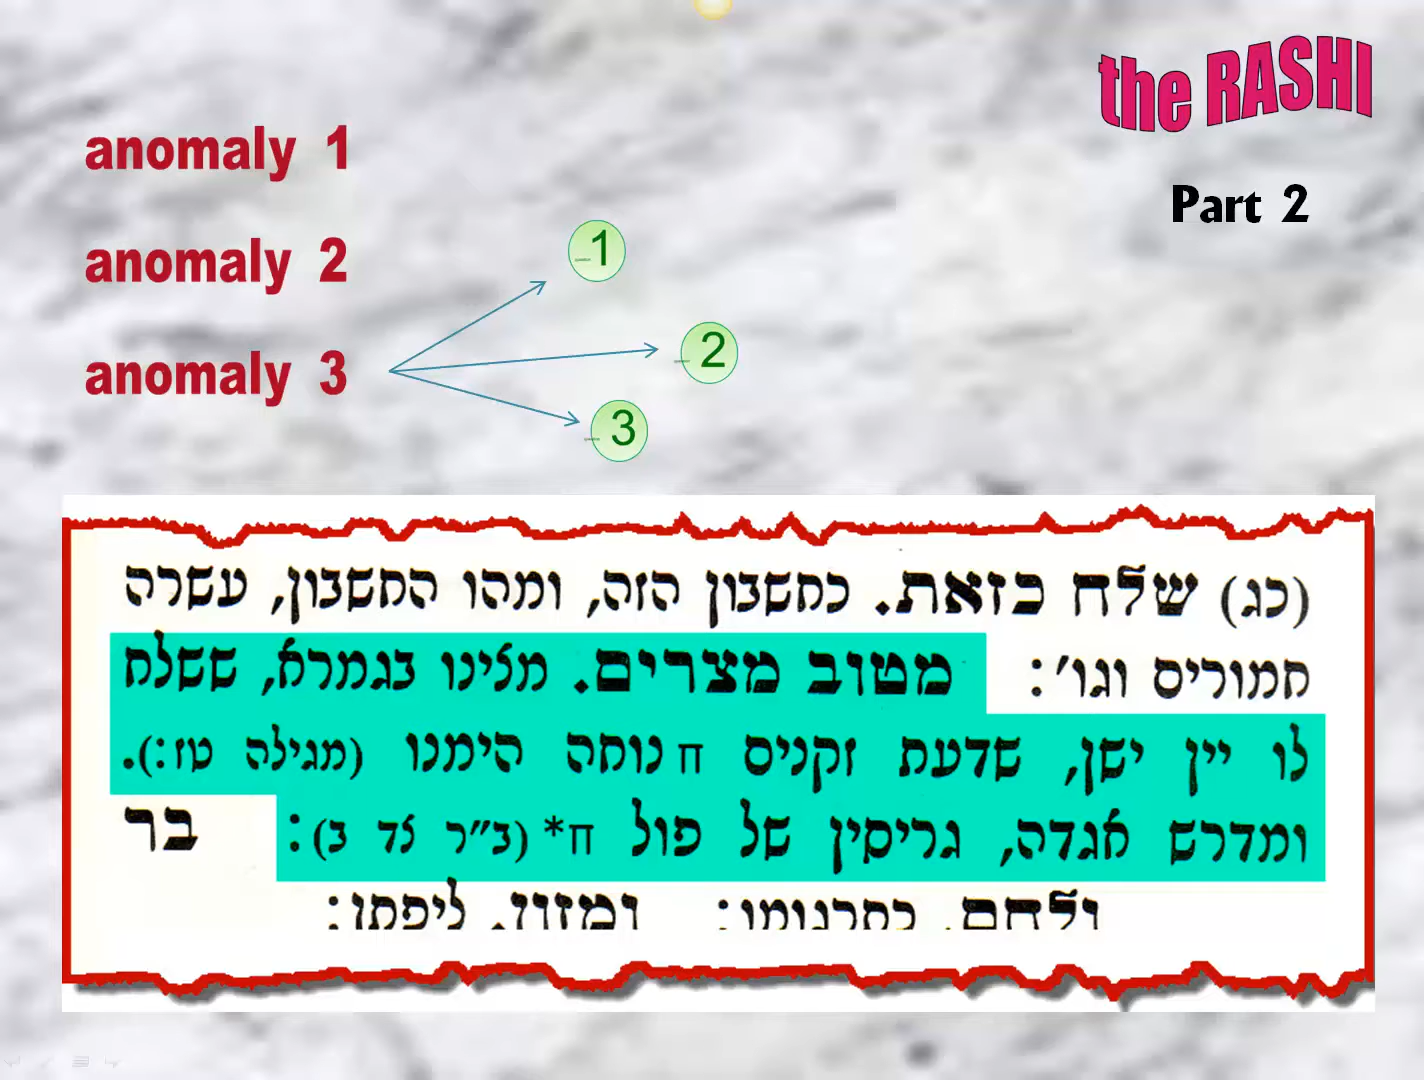 the RASHI
Part 2
anomaly 1
anomaly 2
anomaly 3
1
2
3
(כג) שלח כזאת. כחשבון הזה, ומהו החשבון, עשרה
חמורים וגו': מטוב מצרים. מצינו בגמרא, ששלח
לו יין ישן, שדעת זקנים ח נוחה הימנו (מגילה טז:).
ומדרש אגדה, גריסין של פול ח* (ב"ר צד ב): בר
ולחם. כתרגומו: ומזון. ליפתן: